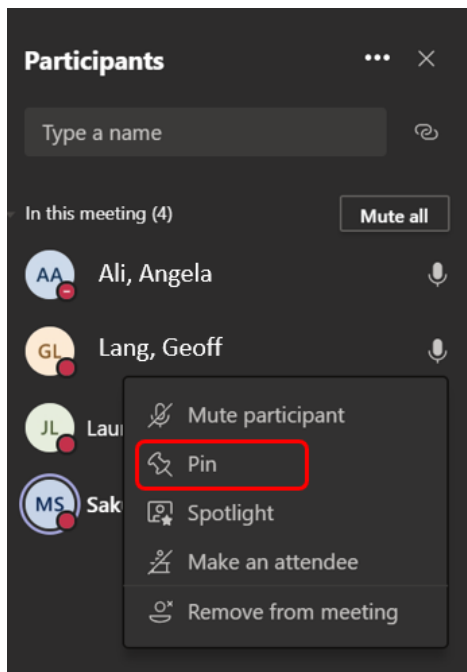 Participants
Type a name
In this meeting (4)
Mute all
AA
Ali, Angela
GL
Lang, Geoff
JL
Mute participant
Pin
MS
Spotlight
Make an attendee
Remove from meeting